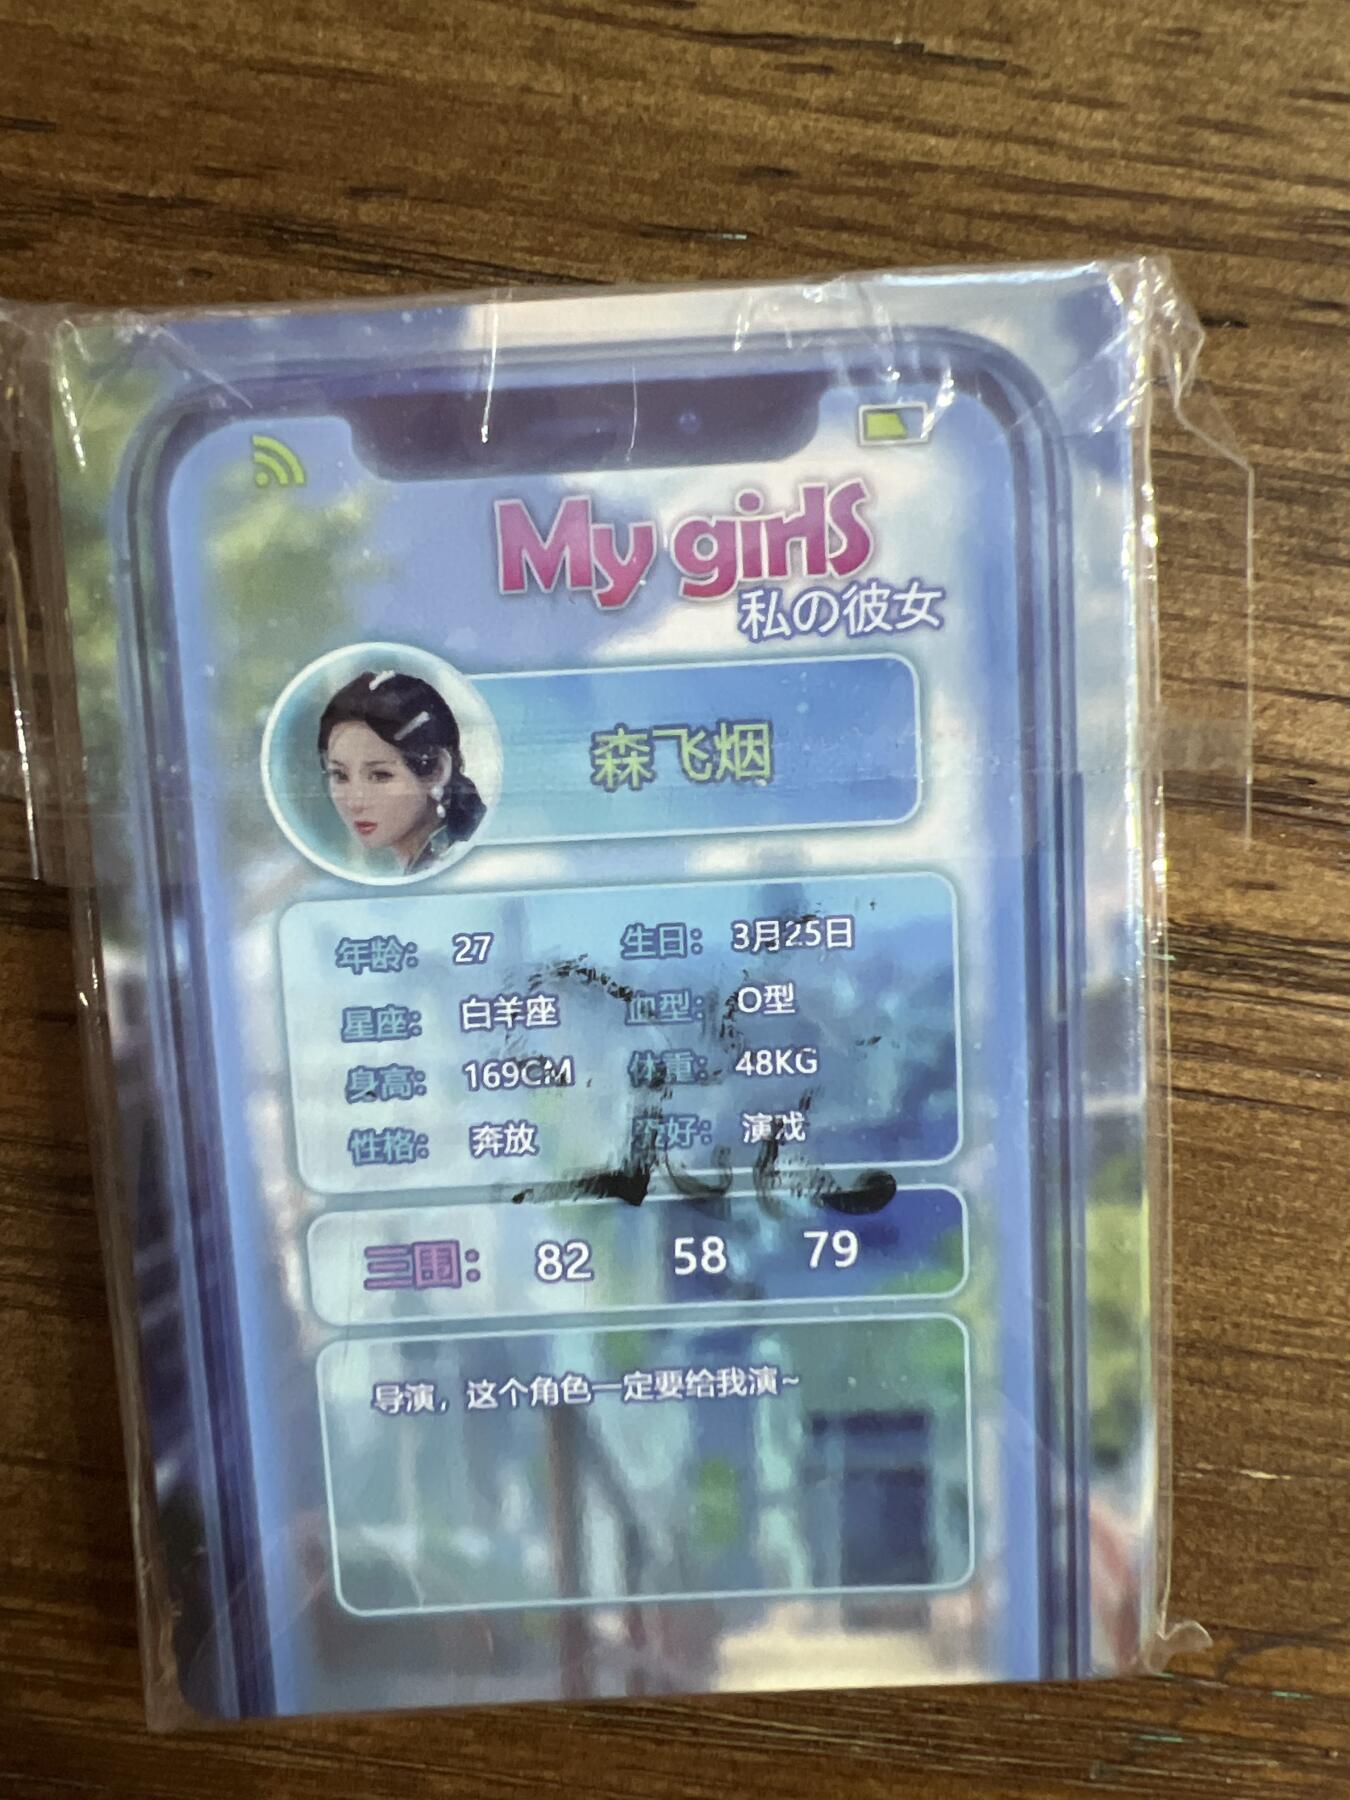 My girls
私の彼女
森飞烟
年龄： 27 生日： 3月25日
星座： 白羊座 血型： O型
身高： 169CM 体重： 48KG
性格： 奔放 爱好： 演戏
三围： 82 58 79
导演，这个角色一定要给我演~